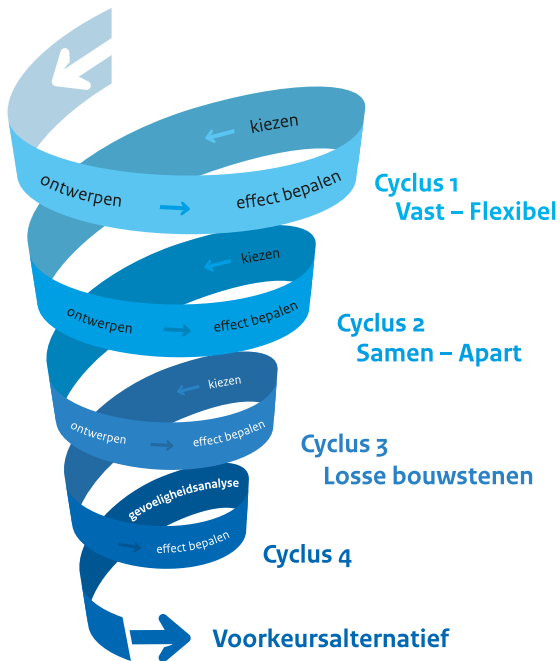 kiezen
ontwerpen
effect bepalen
Cyclus 1
Vast – Flexibel
kiezen
ontwerpen
effect bepalen
Cyclus 2
Samen – Apart
kiezen
ontwerpen
effect bepalen
Cyclus 3
Losse bouwstenen
gevoeligheidsanalyse
effect bepalen
Cyclus 4
Voorkeursalternatief